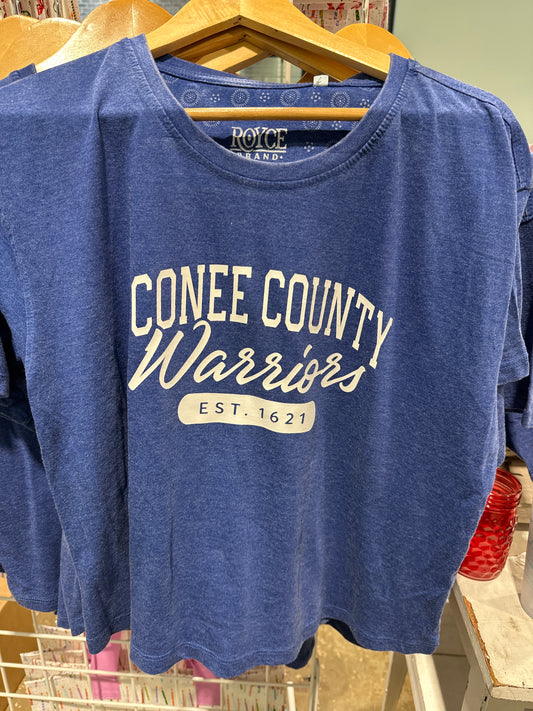 ROYCE
BRAND
CONEE COUNTY
Warriors
EST. 1621